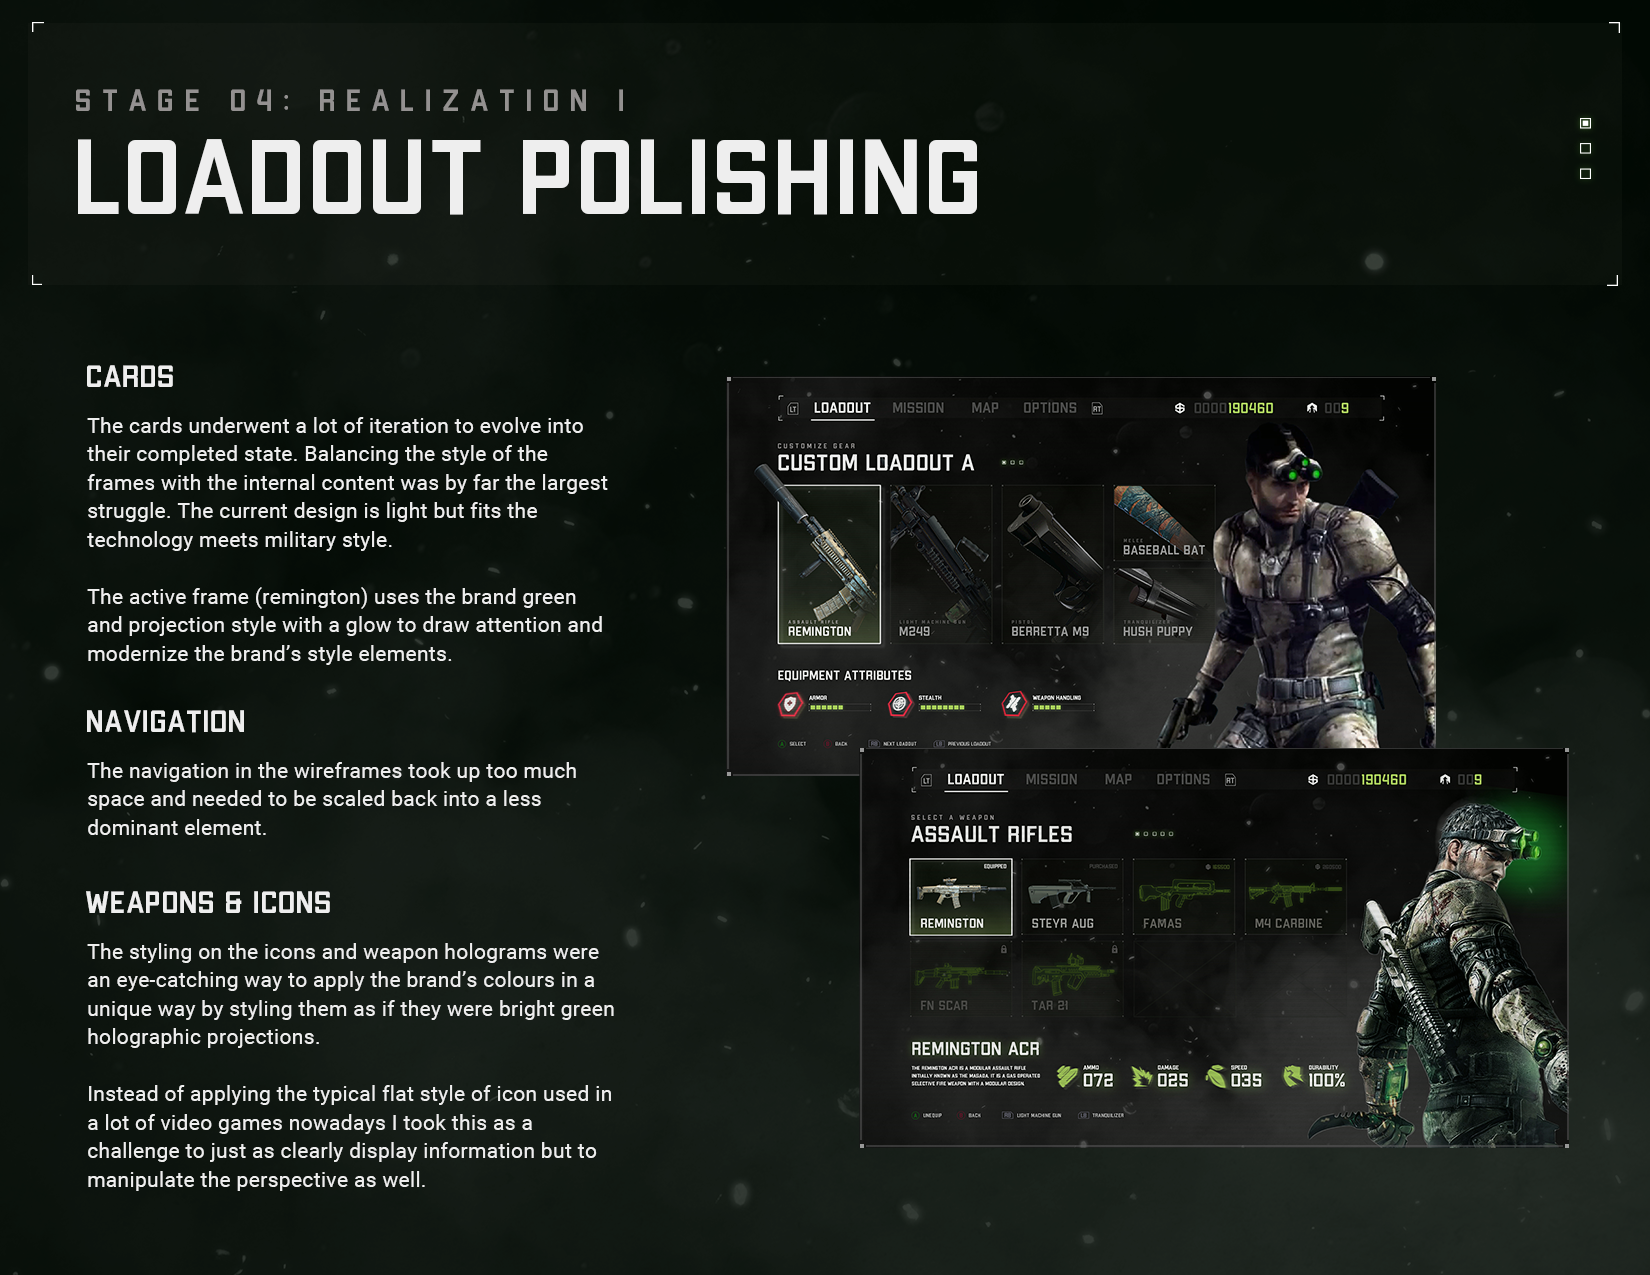 STAGE 04: REALIZATION I
LOADOUT POLISHING
CARDS
The cards underwent a lot of iteration to evolve into
their completed state. Balancing the style of the
frames with the internal content was by far the largest
struggle. The current design is light but fits the
technology meets military style.
The active frame (remington) uses the brand green
and projection style with a glow to draw attention and
modernize the brand's style elements.
NAVIGATION
The navigation in the wireframes took up too much
space and needed to be scaled back into a less
dominant element.
WEAPONS & ICONS
The styling on the icons and weapon holograms were
an eye-catching way to apply the brand's colours in a
unique way by styling them as if they were bright green
holographic projections.
Instead of applying the typical flat style of icon used in
a lot of video games nowadays I took this as a
challenge to just as clearly display information but to
manipulate the perspective as well.
LT LOADOUT MISSION MAP OPTIONS RT 0000190460 009
CUSTOMIZE GEAR
CUSTOM LOADOUT A
ASSAULT RIFLE
REMINGTON
LIGHT MACHINE GUN
M249
PISTOL
BERRETTA M9
MELEE
BASEBALL BAT
TRANQUILIZER
HUSH PUPPY
EQUIPMENT ATTRIBUTES
ARMOR STEALTH WEAPON HANDLING
A SELECT BACK RB NEXT LOADOUT LB PREVIOUS LOADOUT
LT LOADOUT MISSION MAP OPTIONS RT 0000190460 009
SELECT A WEAPON
ASSAULT RIFLES
EQUIPPED
REMINGTON
PURCHASED
STEYR AUG
FAMAS
M4 CARBINE
FN SCAR
TAR 21
REMINGTON ACR
THE REMINGTON ACR IS A MODULAR ASSAULT RIFLE
INITIALLY KNOWN AS THE MASADA. IT IS A GAS OPERATED
SELECTIVE FIRE WEAPON WITH A MODULAR DESIGN.
AMMO
072
DAMAGE
025
SPEED
035
DURABILITY
100%
A UNEQUIP BACK RB LIGHT MACHINE GUN LB TRANQUILIZER